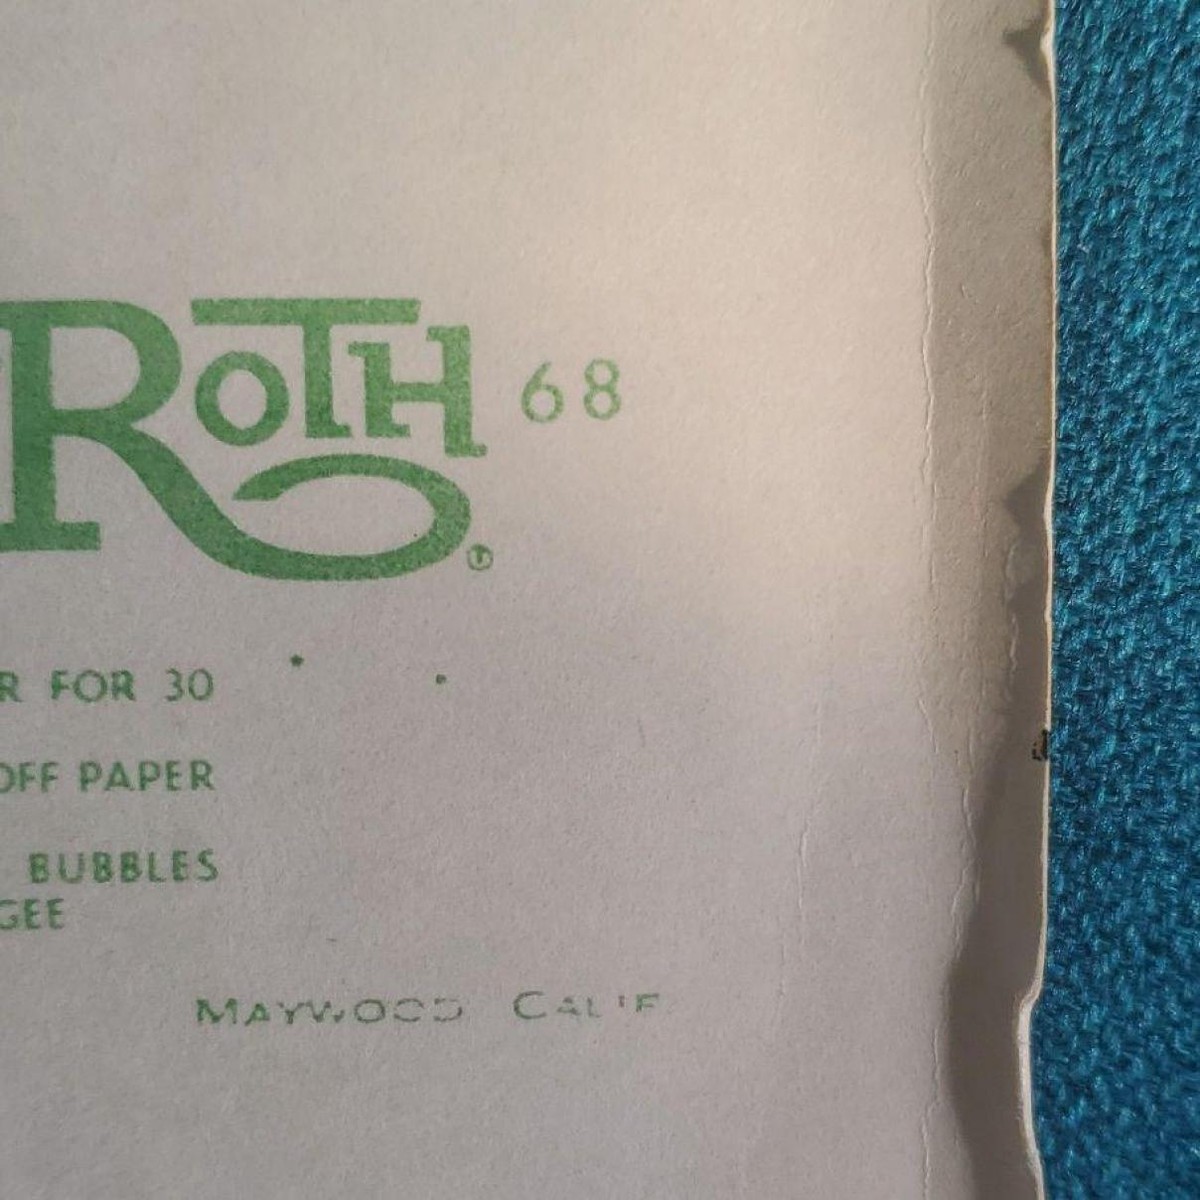 ROTH 68
®
R FOR 30
OFF PAPER
BUBBLES
GEE
MAYWOOD CALIF